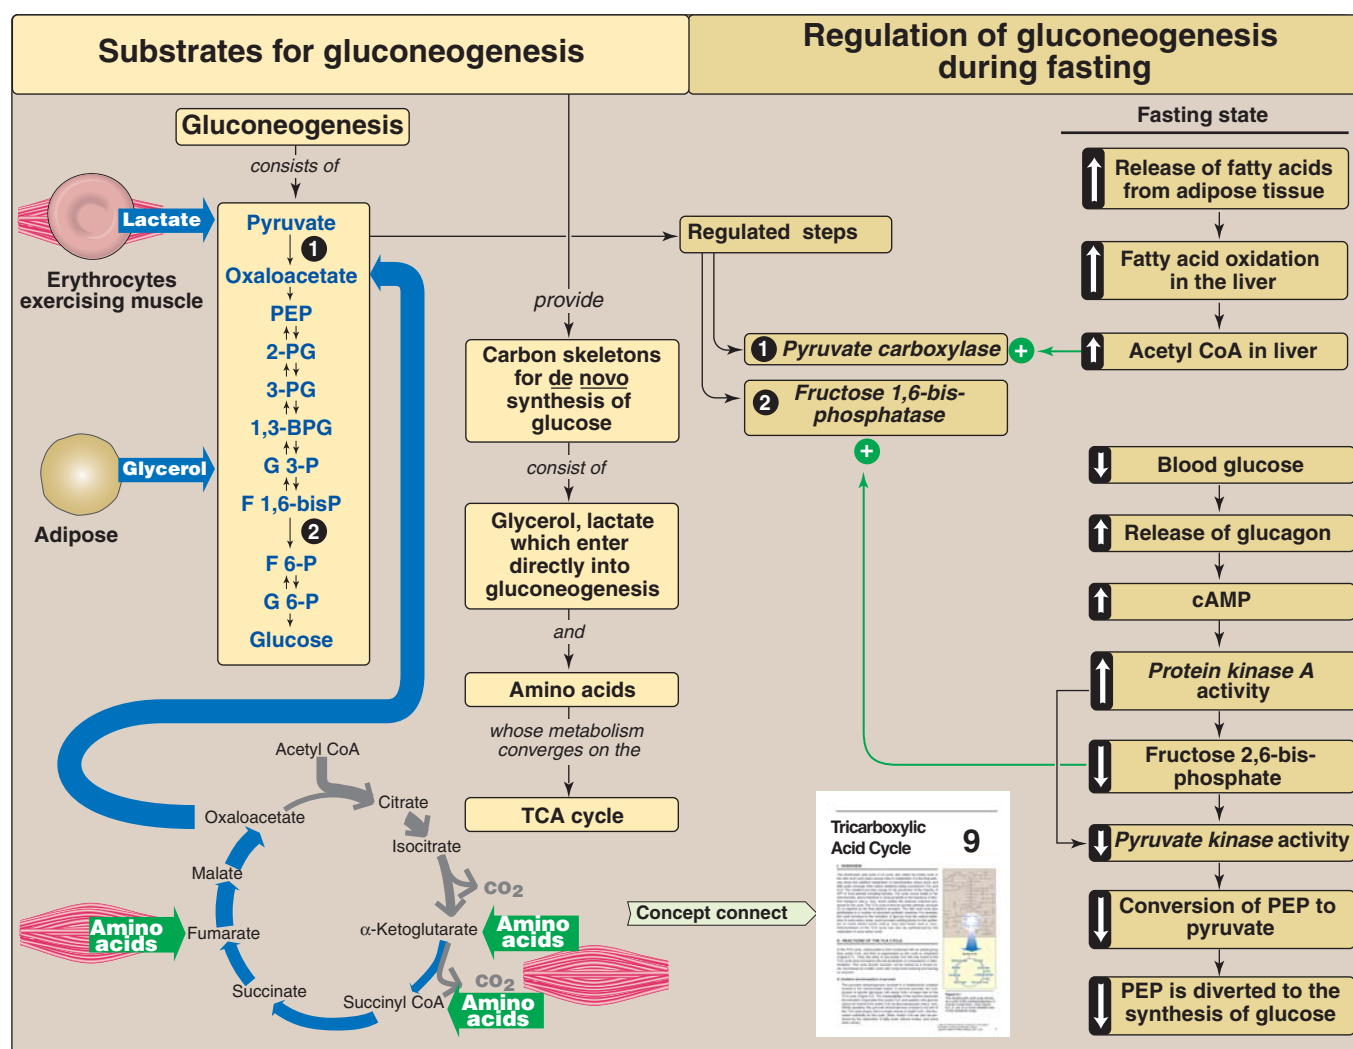 Substrates for gluconeogenesis
Regulation of gluconeogenesis
during fasting
Gluconeogenesis
consists of
Lactate
Erythrocytes
exercising muscle
Glycerol
Adipose
Pyruvate
1
Oxaloacetate
PEP
2-PG
3-PG
1,3-BPG
G 3-P
F 1,6-bisP
2
F 6-P
G 6-P
Glucose
provide
Carbon skeletons
for de novo
synthesis of
glucose
consist of
Glycerol, lactate
which enter
directly into
gluconeogenesis
and
Amino acids
whose metabolism
converges on the
TCA cycle
Regulated steps
1 Pyruvate carboxylase
+
2 Fructose 1,6-bis-
phosphatase
+
Fasting state
Release of fatty acids
from adipose tissue
Fatty acid oxidation
in the liver
Acetyl CoA in liver
Blood glucose
Release of glucagon
cAMP
Protein kinase A
activity
Fructose 2,6-bis-
phosphate
Pyruvate kinase activity
Conversion of PEP to
pyruvate
PEP is diverted to the
synthesis of glucose
Acetyl CoA
Citrate
Isocitrate
CO2
α-Ketoglutarate
Amino
acids
CO2
Succinyl CoA
Amino
acids
Succinate
Fumarate
Amino
acids
Malate
Oxaloacetate
Concept connect
Tricarboxylic
Acid Cycle
9